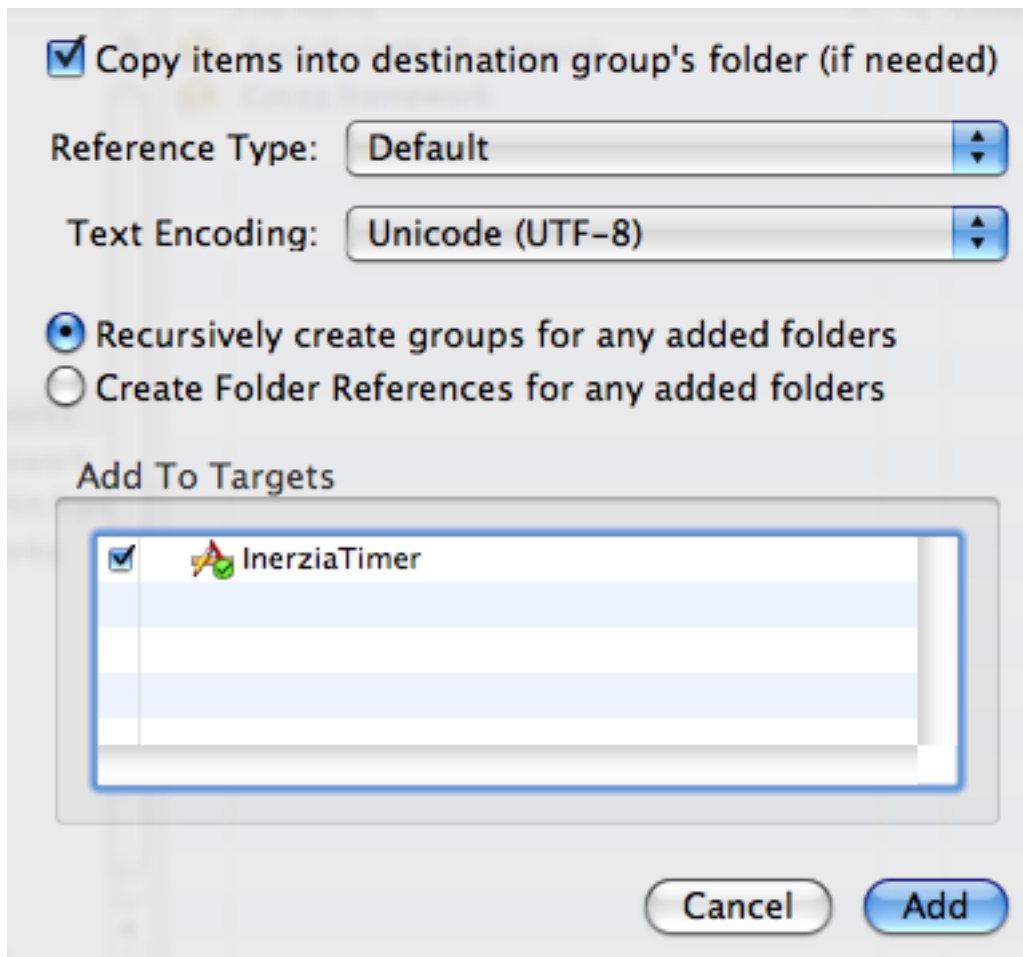 Copy items into destination group's folder (if needed)
Reference Type: Default
Text Encoding: Unicode (UTF-8)
Recursively create groups for any added folders
Create Folder References for any added folders
Add To Targets
InerziaTimer
Cancel Add